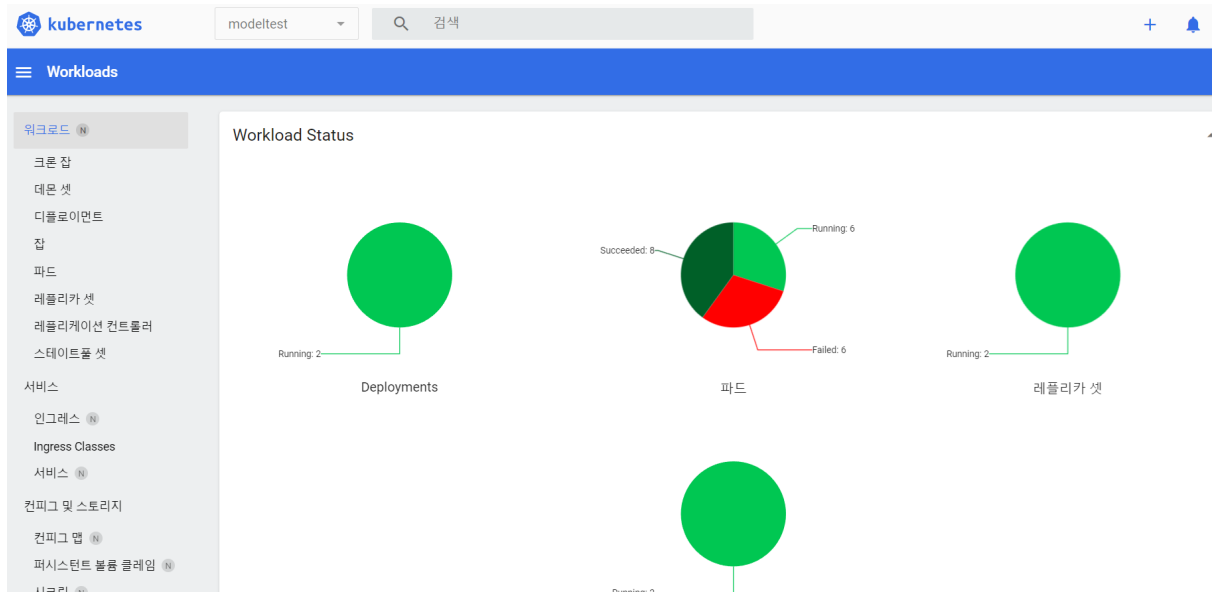 kubernetes
modeltest
검색
Workloads
워크로드 N
크론 잡
데몬 셋
디플로이먼트
잡
파드
레플리카 셋
레플리케이션 컨트롤러
스테이트풀 셋
서비스
인그레스 N
Ingress Classes
서비스 N
컨피그 및 스토리지
컨피그 맵 N
퍼시스턴트 볼륨 클레임 N
Workload Status
Running: 2
Deployments
Succeeded: 8
Running: 6
Failed: 6
파드
Running: 2
레플리카 셋